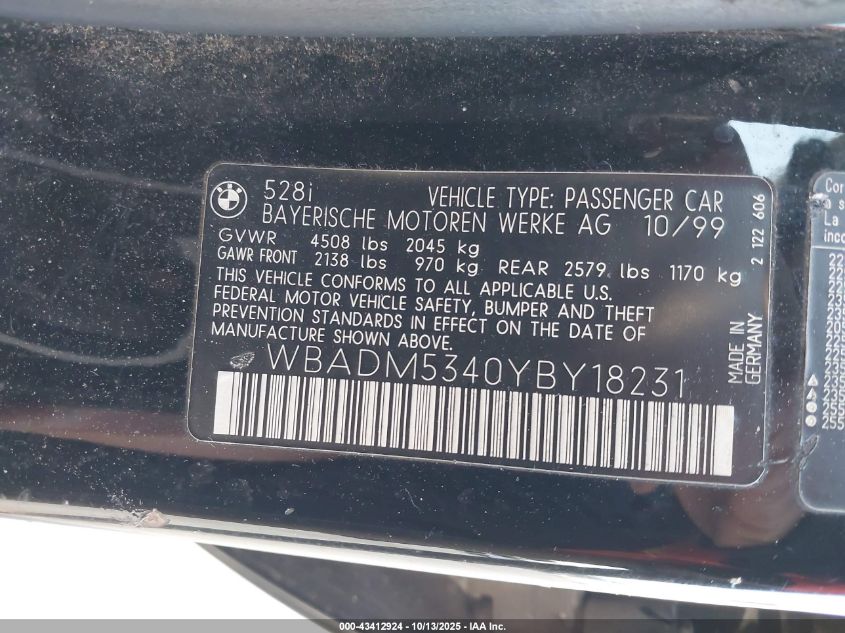 528i VEHICLE TYPE: PASSENGER CAR
BAYERISCHE MOTOREN WERKE AG 10/99
GVWR 4508 lbs 2045 kg
GAWR FRONT 2138 lbs 970 kg REAR 2579 lbs 1170 kg
THIS VEHICLE CONFORMS TO ALL APPLICABLE U.S.
FEDERAL MOTOR VEHICLE SAFETY, BUMPER AND THEFT
PREVENTION STANDARDS IN EFFECT ON THE DATE OF
MANUFACTURE SHOWN ABOVE.
WBADM5340YBY18231
MADE IN
GERMANY
2 122 606
000-43412924 - 10/13/2025 - IAA Inc.